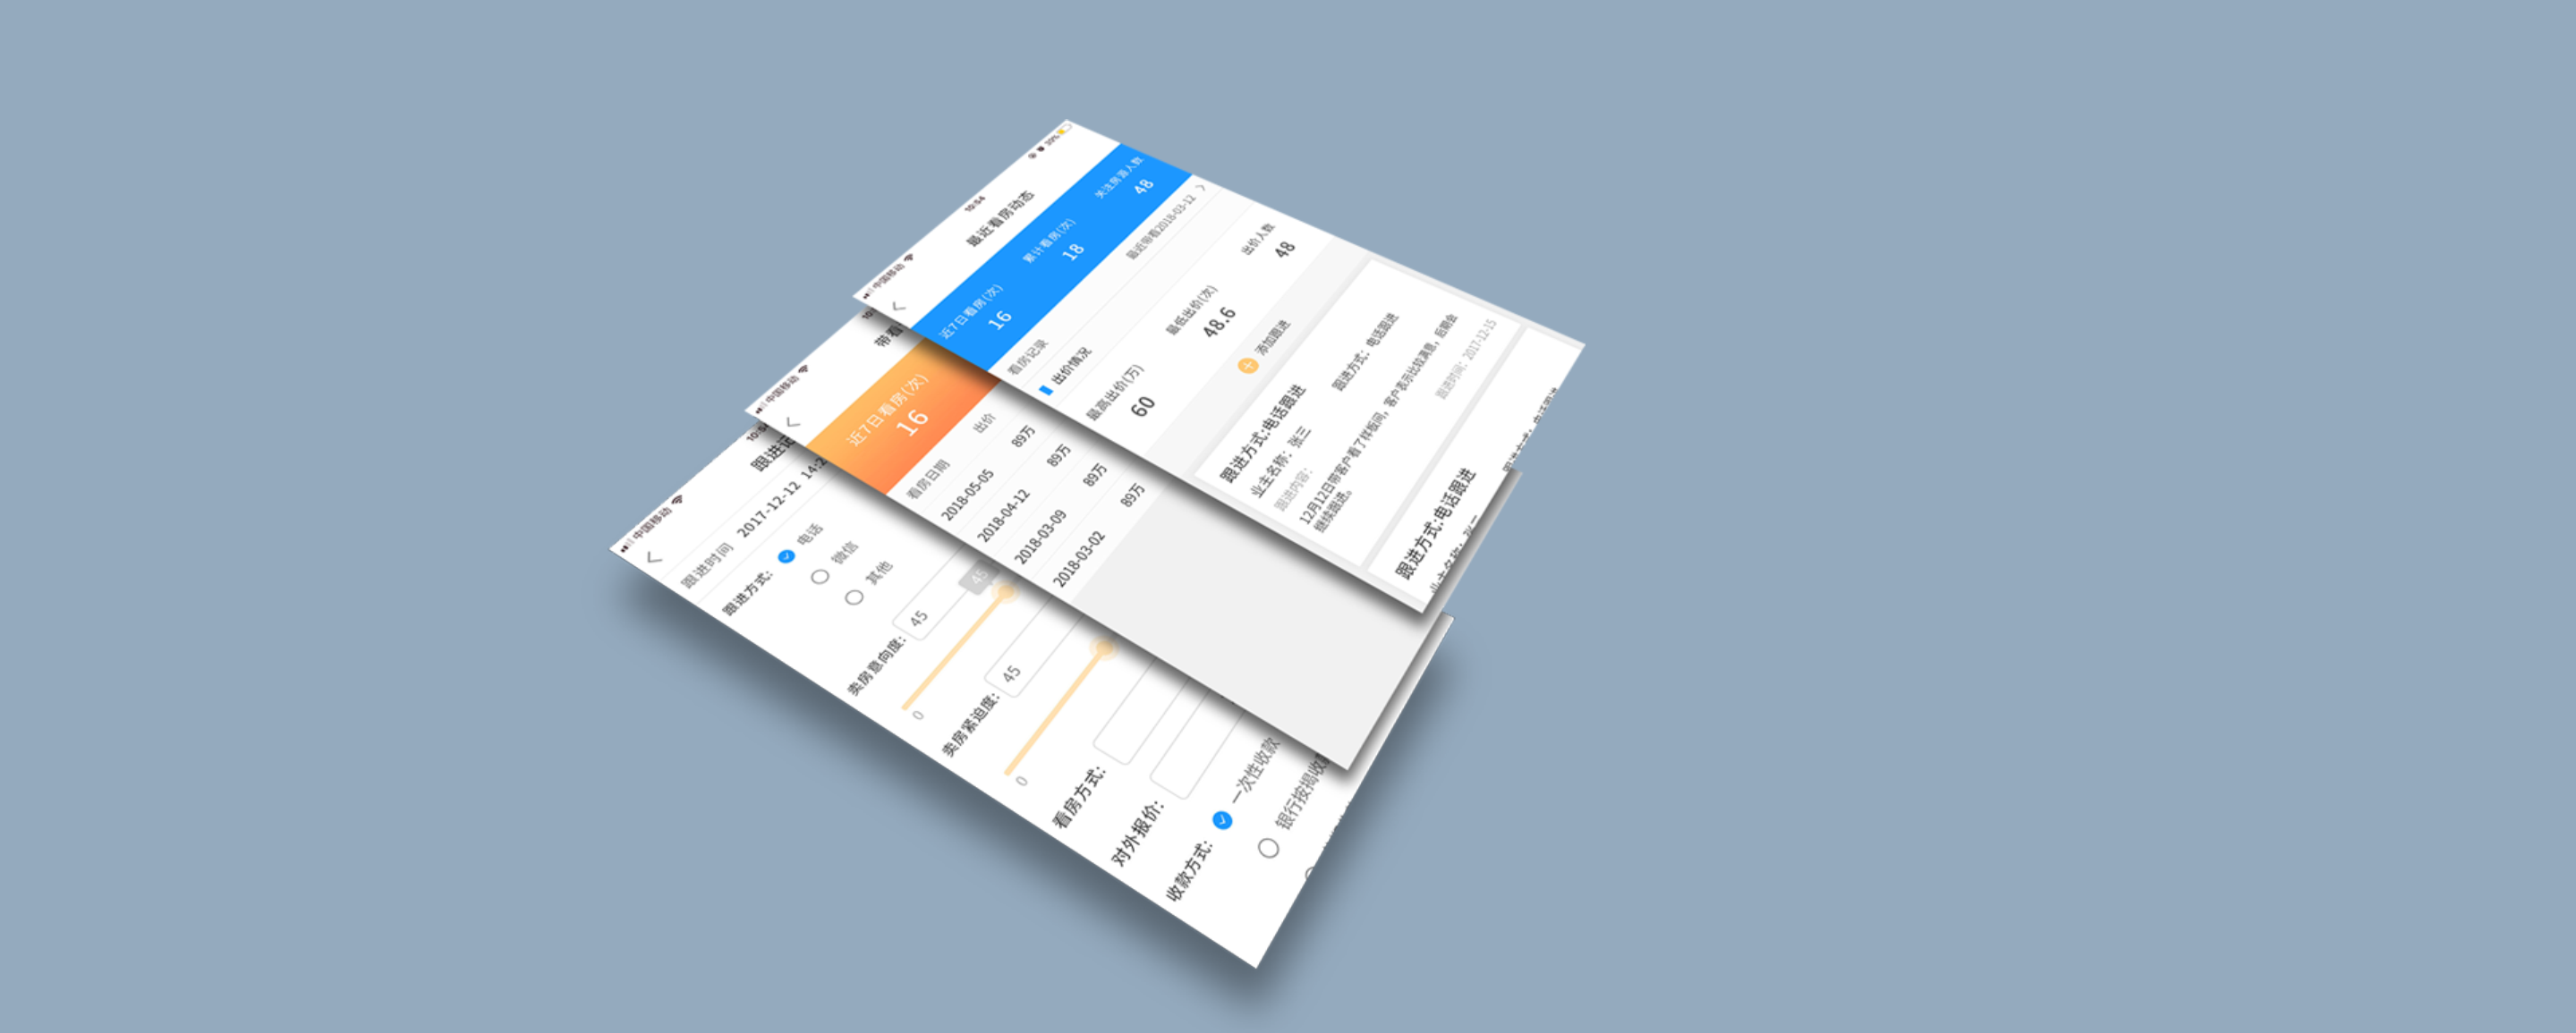 中国移动
10:54
30%
最近看房动态
近7日看房(次)
16
累计看房(次)
18
关注房源人数
48
看房记录
最近带看2018-03-12
出价情况
最高出价(万)
60
最低出价(次)
48.6
出价人数
48
添加跟进
跟进方式:电话跟进
业主名称: 张三
跟进方式: 电话跟进
跟进内容:
12月12日带客户看了样板间, 客户表示比较满意, 后期会
继续跟进。
跟进时间: 2017-12-15
跟进方式:电话跟进
中国移动
带看
近7日看房(次)
16
看房日期
出价
2018-05-05
89万
2018-04-12
89万
2018-03-09
89万
2018-03-02
89万
中国移动
跟进
跟进时间
2017-12-12
跟进方式:
电话
微信
其他
卖房意向度:
45
45
0
卖房紧迫度:
45
0
看房方式:
对外报价:
收款方式:
一次性收款
银行按揭收